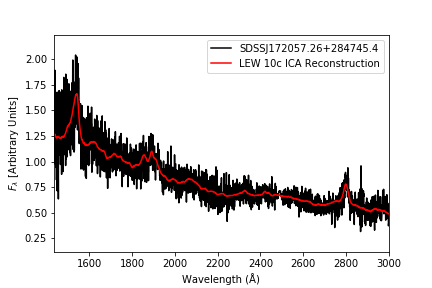 SDSSJ172057.26+284745.4
LEW 10c ICA Reconstruction
2.00
1.75
1.50
1.25
1.00
0.75
0.50
0.25
Fλ [Arbitrary Units]
1600 1800 2000 2200 2400 2600 2800 3000
Wavelength (Å)